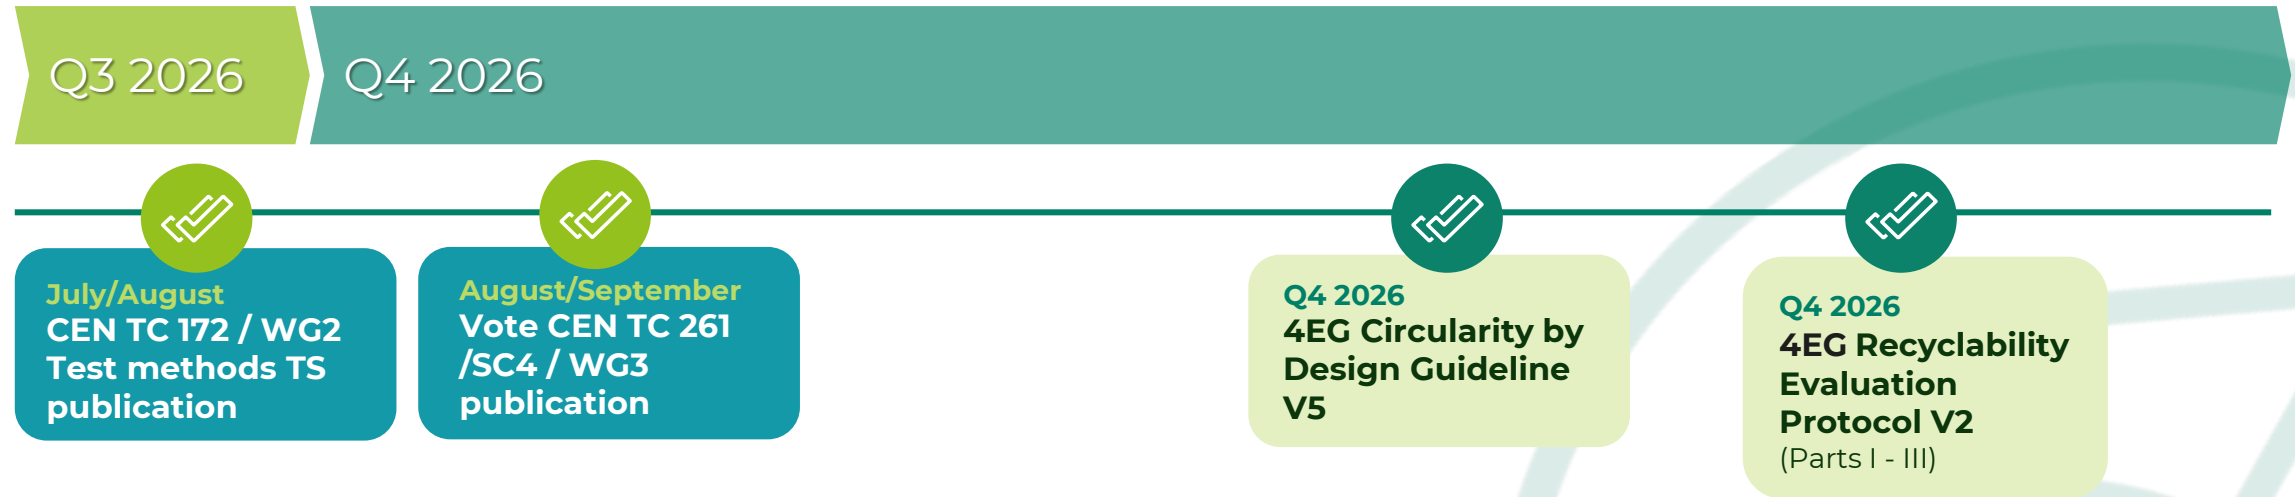 Q3 2026
Q4 2026
July/August
CEN TC 172 / WG2
Test methods TS
publication
August/September
Vote CEN TC 261
/SC4 / WG3
publication
Q4 2026
4EG Circularity by
Design Guideline
V5
Q4 2026
4EG Recyclability
Evaluation
Protocol V2
(Parts I - III)